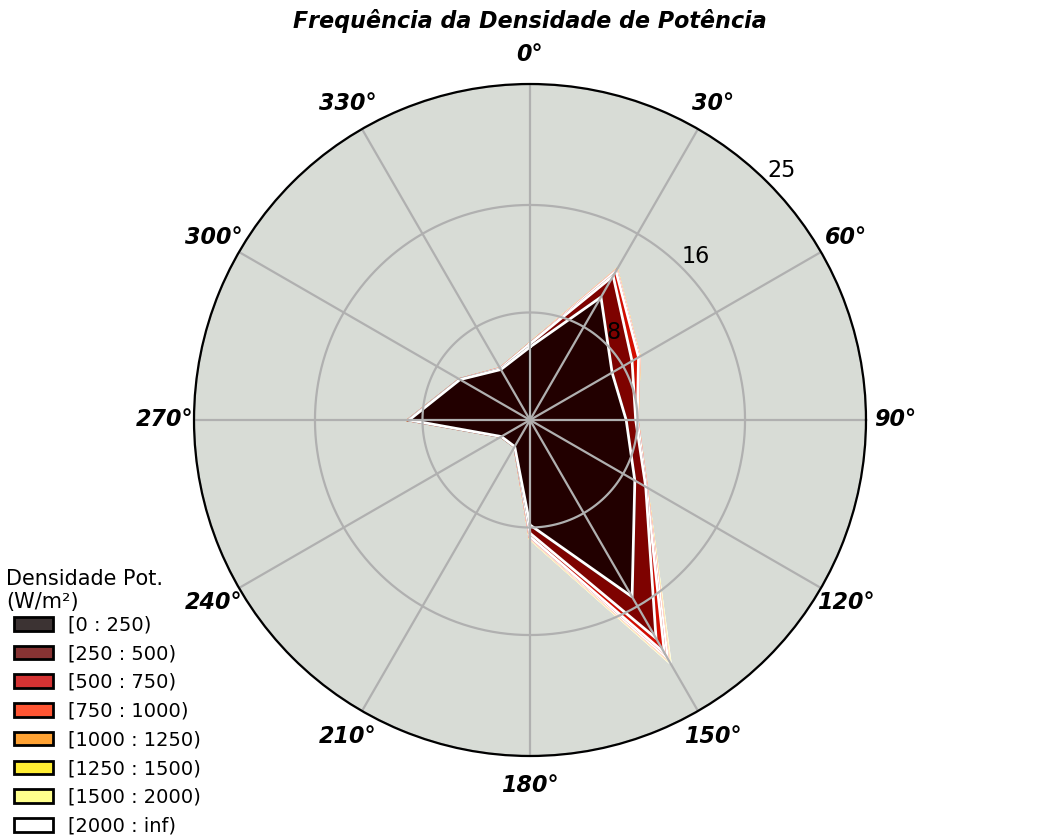 Frequência da Densidade de Potência
0°
330°
30°
25
300°
60°
16
8
270°
90°
240°
120°
210°
150°
180°
Densidade Pot.
(W/m²)
[0 : 250)
[250 : 500)
[500 : 750)
[750 : 1000)
[1000 : 1250)
[1250 : 1500)
[1500 : 2000)
[2000 : inf)